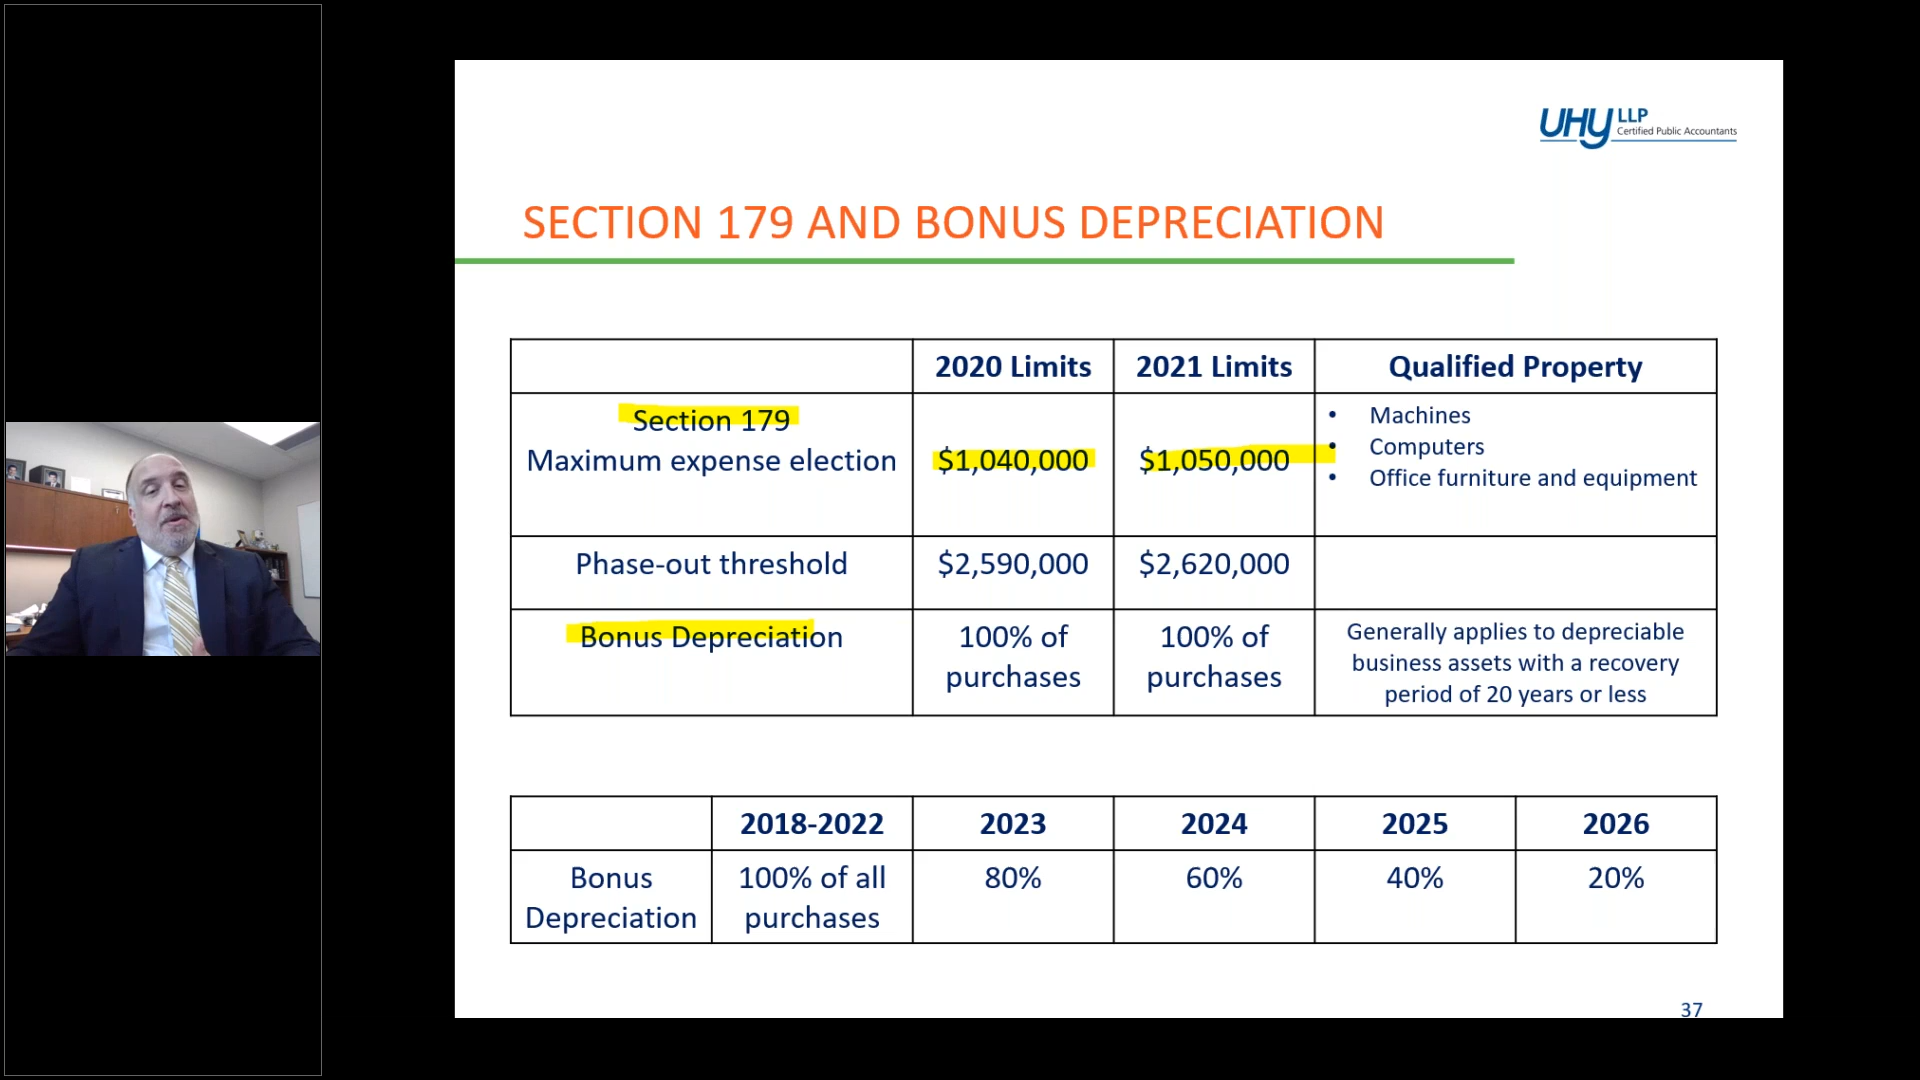 UHY LLP
Certified Public Accountants
SECTION 179 AND BONUS DEPRECIATION
2020 Limits
2021 Limits
Qualified Property
Section 179
Maximum expense election
$1,040,000
$1,050,000
• Machines
• Computers
• Office furniture and equipment
Phase-out threshold
$2,590,000
$2,620,000
Bonus Depreciation
100% of
purchases
100% of
purchases
Generally applies to depreciable
business assets with a recovery
period of 20 years or less
2018-2022
2023
2024
2025
2026
Bonus
Depreciation
100% of all
purchases
80%
60%
40%
20%
37